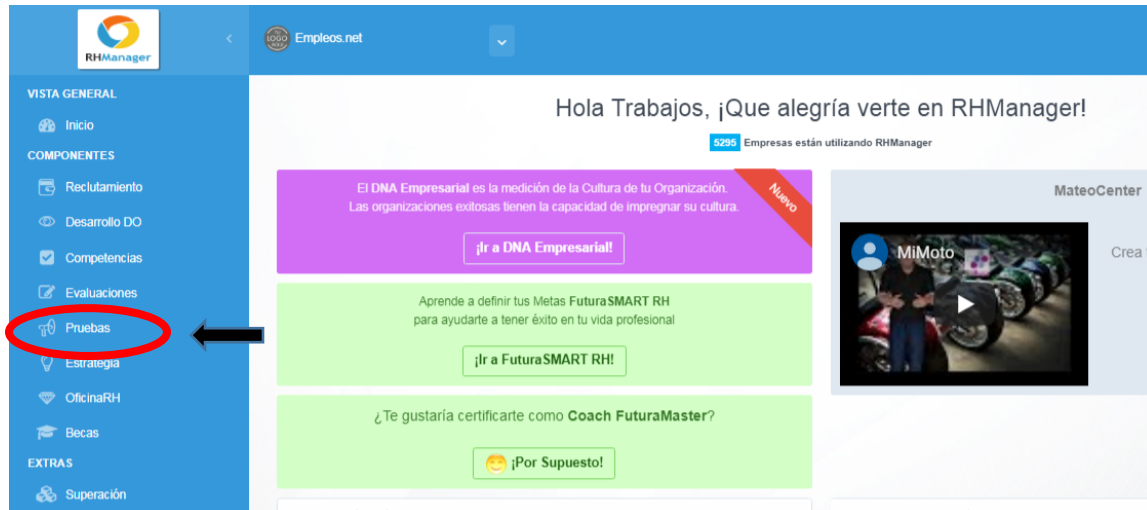 RHManager
TU LOGO AQUÍ
Empleos.net
VISTA GENERAL
Inicio
COMPONENTES
Reclutamiento
Desarrollo DO
Competencias
Evaluaciones
Pruebas
Estrategia
OficinaRH
Becas
EXTRAS
Superación
Hola Trabajos, ¡Que alegría verte en RHManager!
5295 Empresas están utilizando RHManager
El DNA Empresarial es la medición de la Cultura de tu Organización.
Las organizaciones exitosas tienen la capacidad de impregnar su cultura.
Nuevo
¡Ir a DNA Empresarial!
Aprende a definir tus Metas FuturaSMART RH
para ayudarte a tener éxito en tu vida profesional
¡Ir a FuturaSMART RH!
¿Te gustaría certificarte como Coach FuturaMaster?
¡Por Supuesto!
MateoCenter
MiMoto
Crea